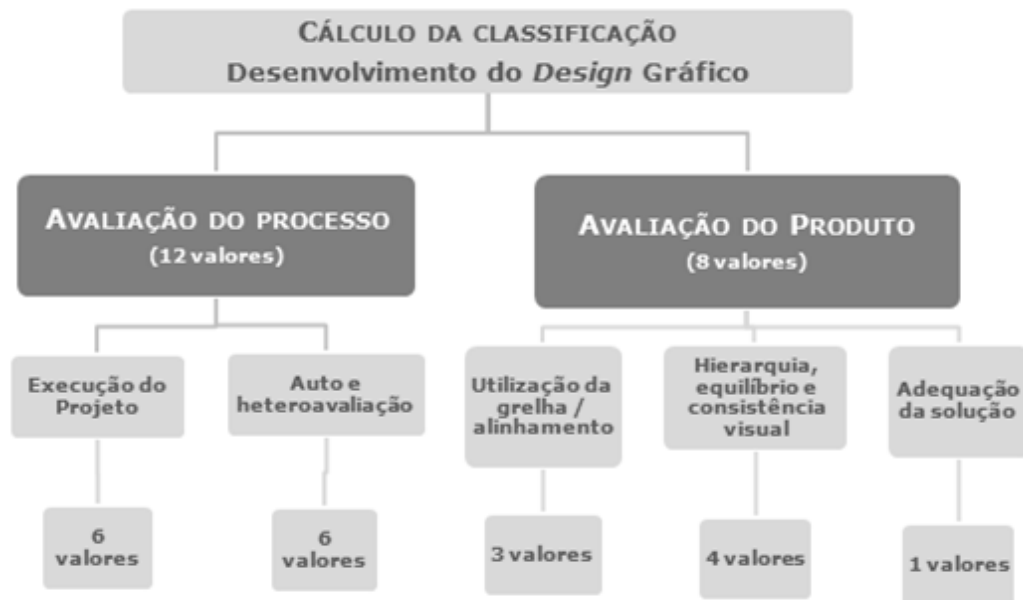 CÁLCULO DA CLASSIFICAÇÃO
Desenvolvimento do Design Gráfico
AVALIAÇÃO DO PROCESSO
(12 valores)
AVALIAÇÃO DO PRODUTO
(8 valores)
Execução do
Projeto
Auto e
heteroavaliação
Utilização da
grelha /
alinhamento
Hierarquia,
equilíbrio e
consistência
visual
Adequação
da solução
6
valores
6
valores
3 valores
4 valores
1 valores